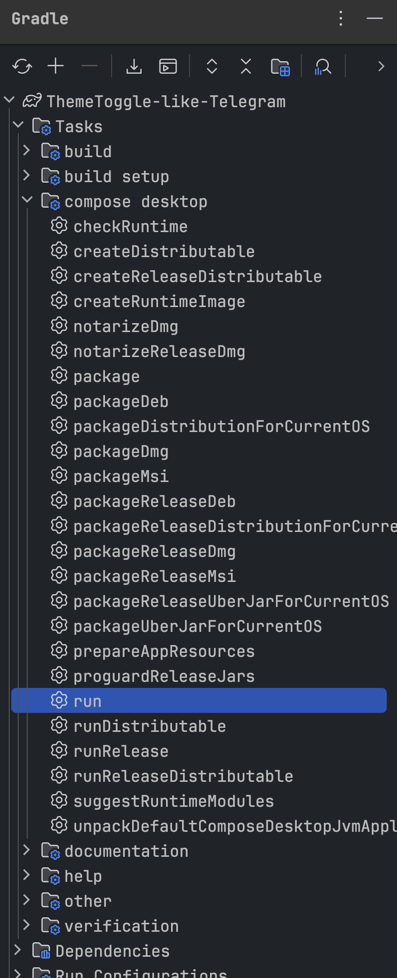 Gradle
ThemeToggle-like-Telegram
Tasks
build
build setup
compose desktop
checkRuntime
createDistributable
createReleaseDistributable
createRuntimeImage
notarizeDmg
notarizeReleaseDmg
package
packageDeb
packageDistributionForCurrentOS
packageDmg
packageMsi
packageReleaseDeb
packageReleaseDistributionForCurre
packageReleaseDmg
packageReleaseMsi
packageReleaseUberJarForCurrentOS
packageUberJarForCurrentOS
prepareAppResources
proguardReleaseJars
run
runDistributable
runRelease
runReleaseDistributable
suggestRuntimeModules
unpackDefaultComposeDesktopJvmAppl
documentation
help
other
verification
Dependencies
Run Configurations